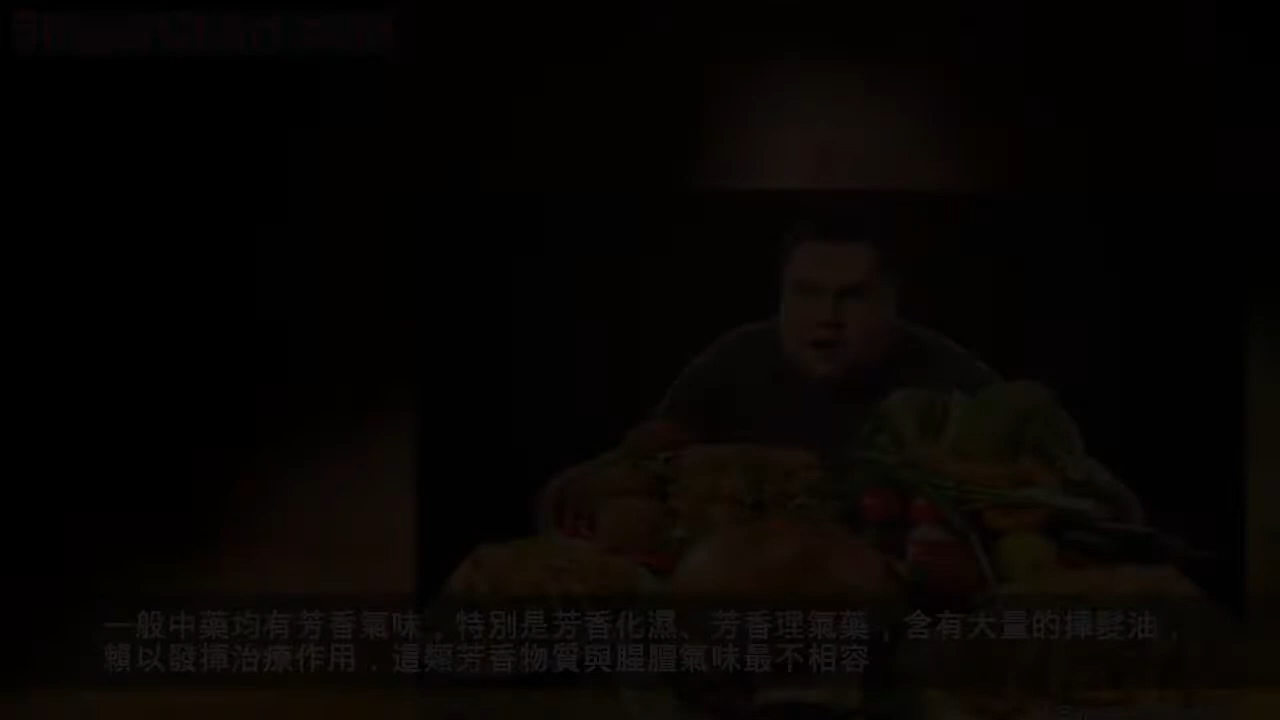 一般中藥均有芳香氣味，特別是芳香化濕、芳香理氣藥，含有大量的揮髮油，
賴以發揮治療作用．這類芳香物質與腥膻氣味最不相容